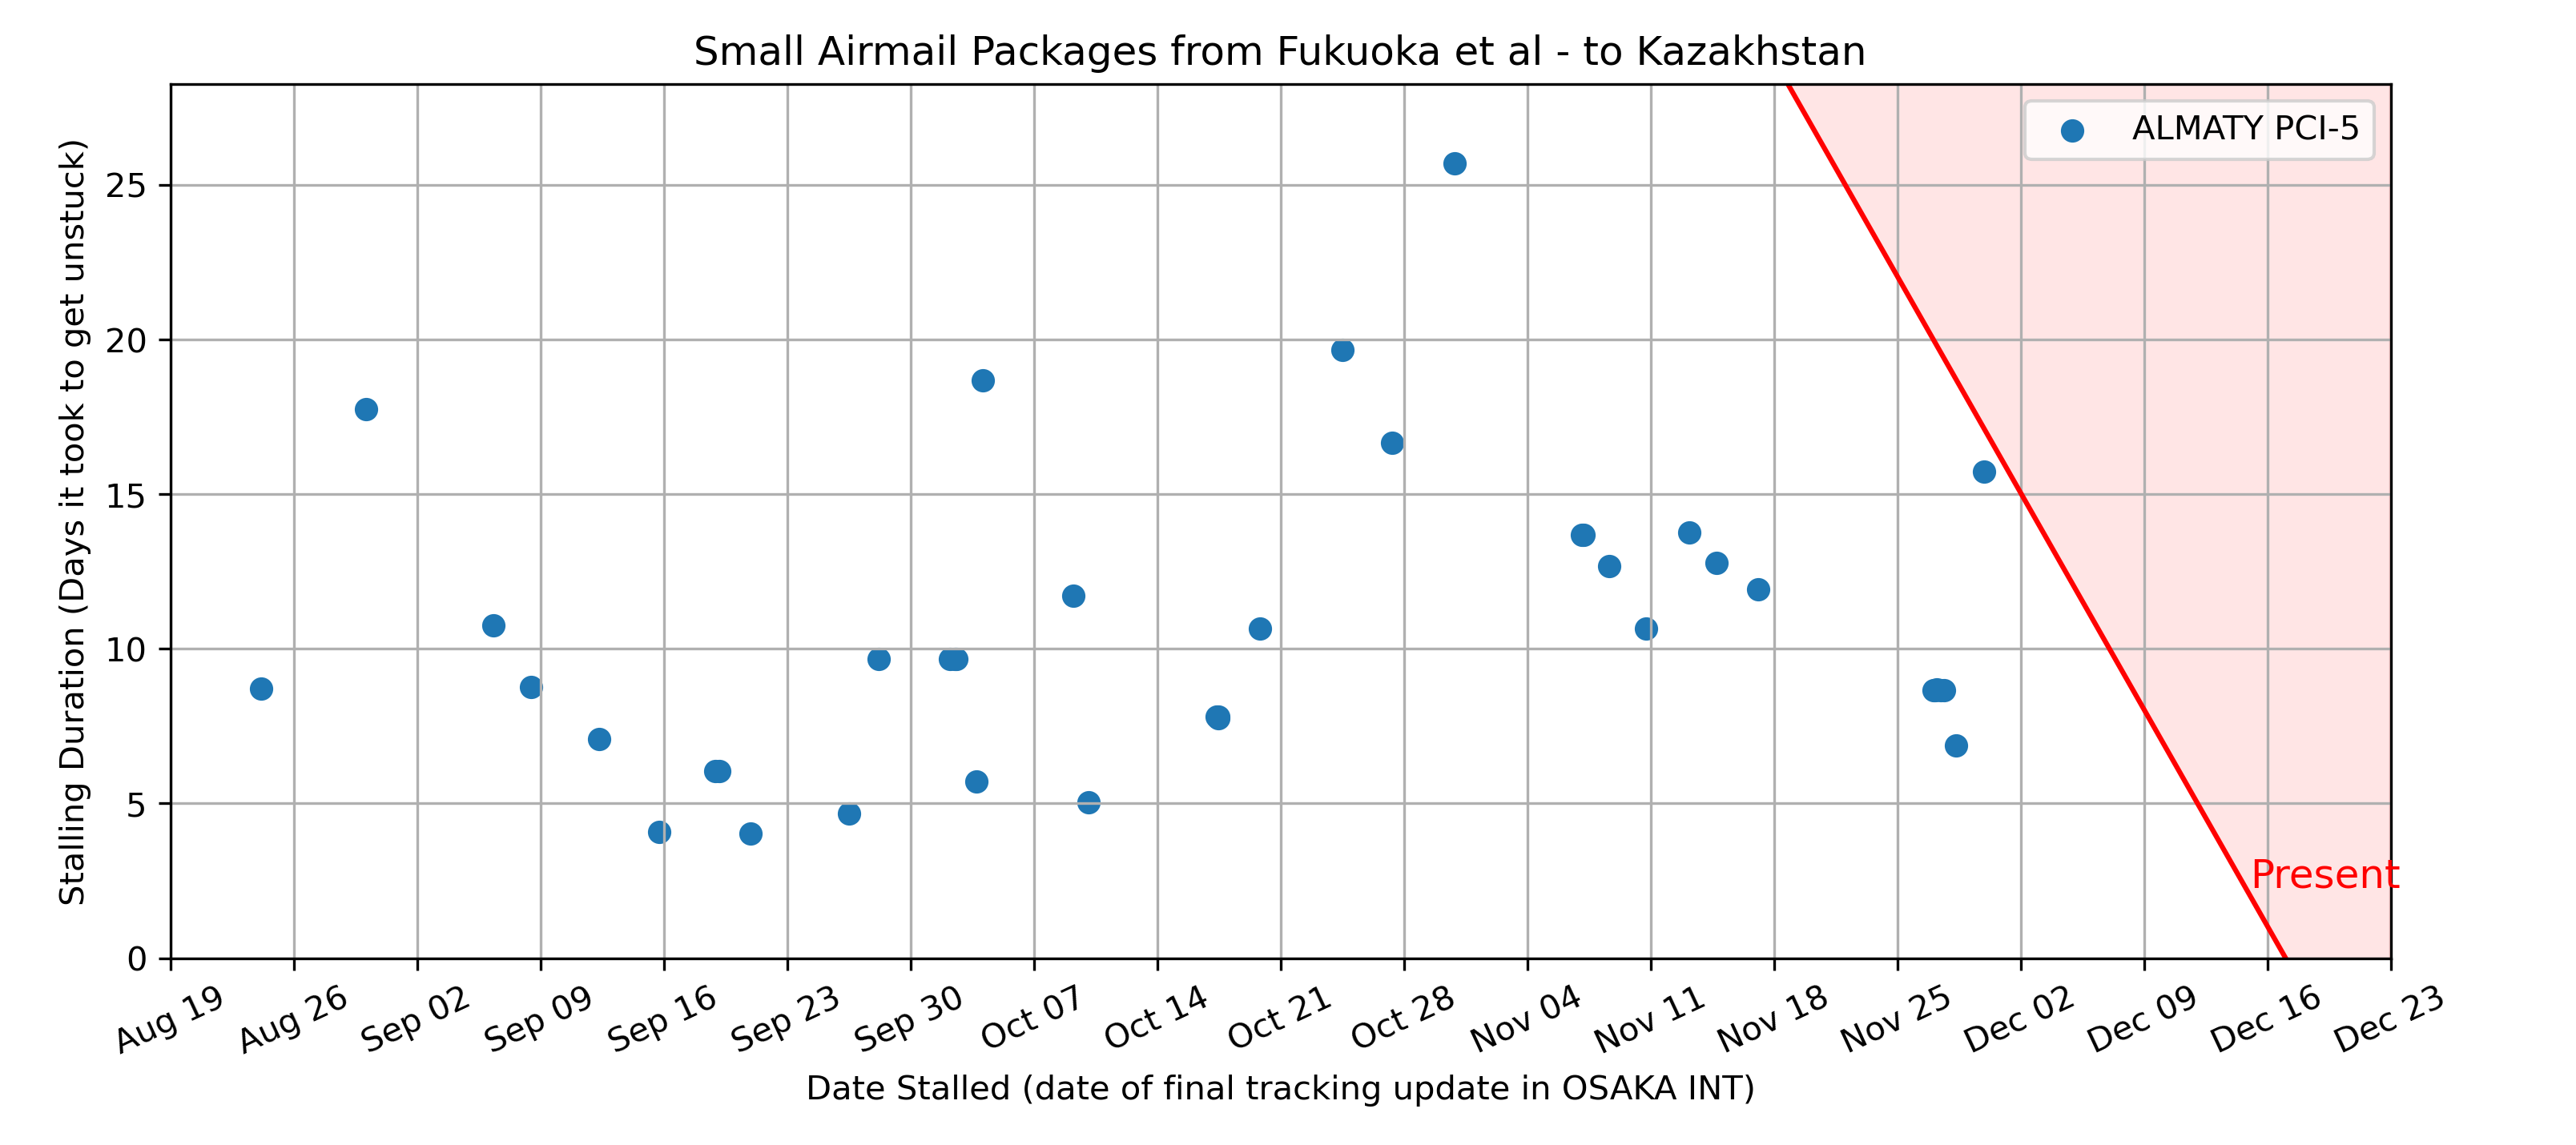 Small Airmail Packages from Fukuoka et al - to Kazakhstan
ALMATY PCI-5
Stalling Duration (Days it took to get unstuck)
25
20
15
10
5
0
Present
Aug 19
Aug 26
Sep 02
Sep 09
Sep 16
Sep 23
Sep 30
Oct 07
Oct 14
Oct 21
Oct 28
Nov 04
Nov 11
Nov 18
Nov 25
Dec 02
Dec 09
Dec 16
Dec 23
Date Stalled (date of final tracking update in OSAKA INT)